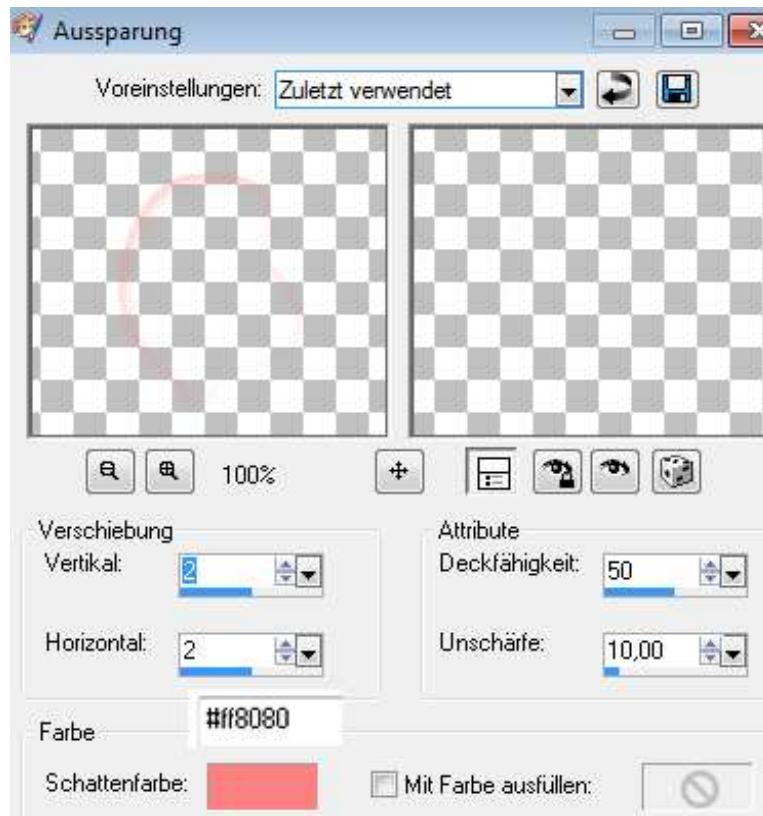 Aussparung
Voreinstellungen: Zuletzt verwendet
100%
Verschiebung
Vertikal: 2
Horizontal: 2
Attribute
Deckfähigkeit: 50
Unschärfe: 10,00
Farbe
#ff8080
Schattenfarbe:
Mit Farbe ausfüllen: